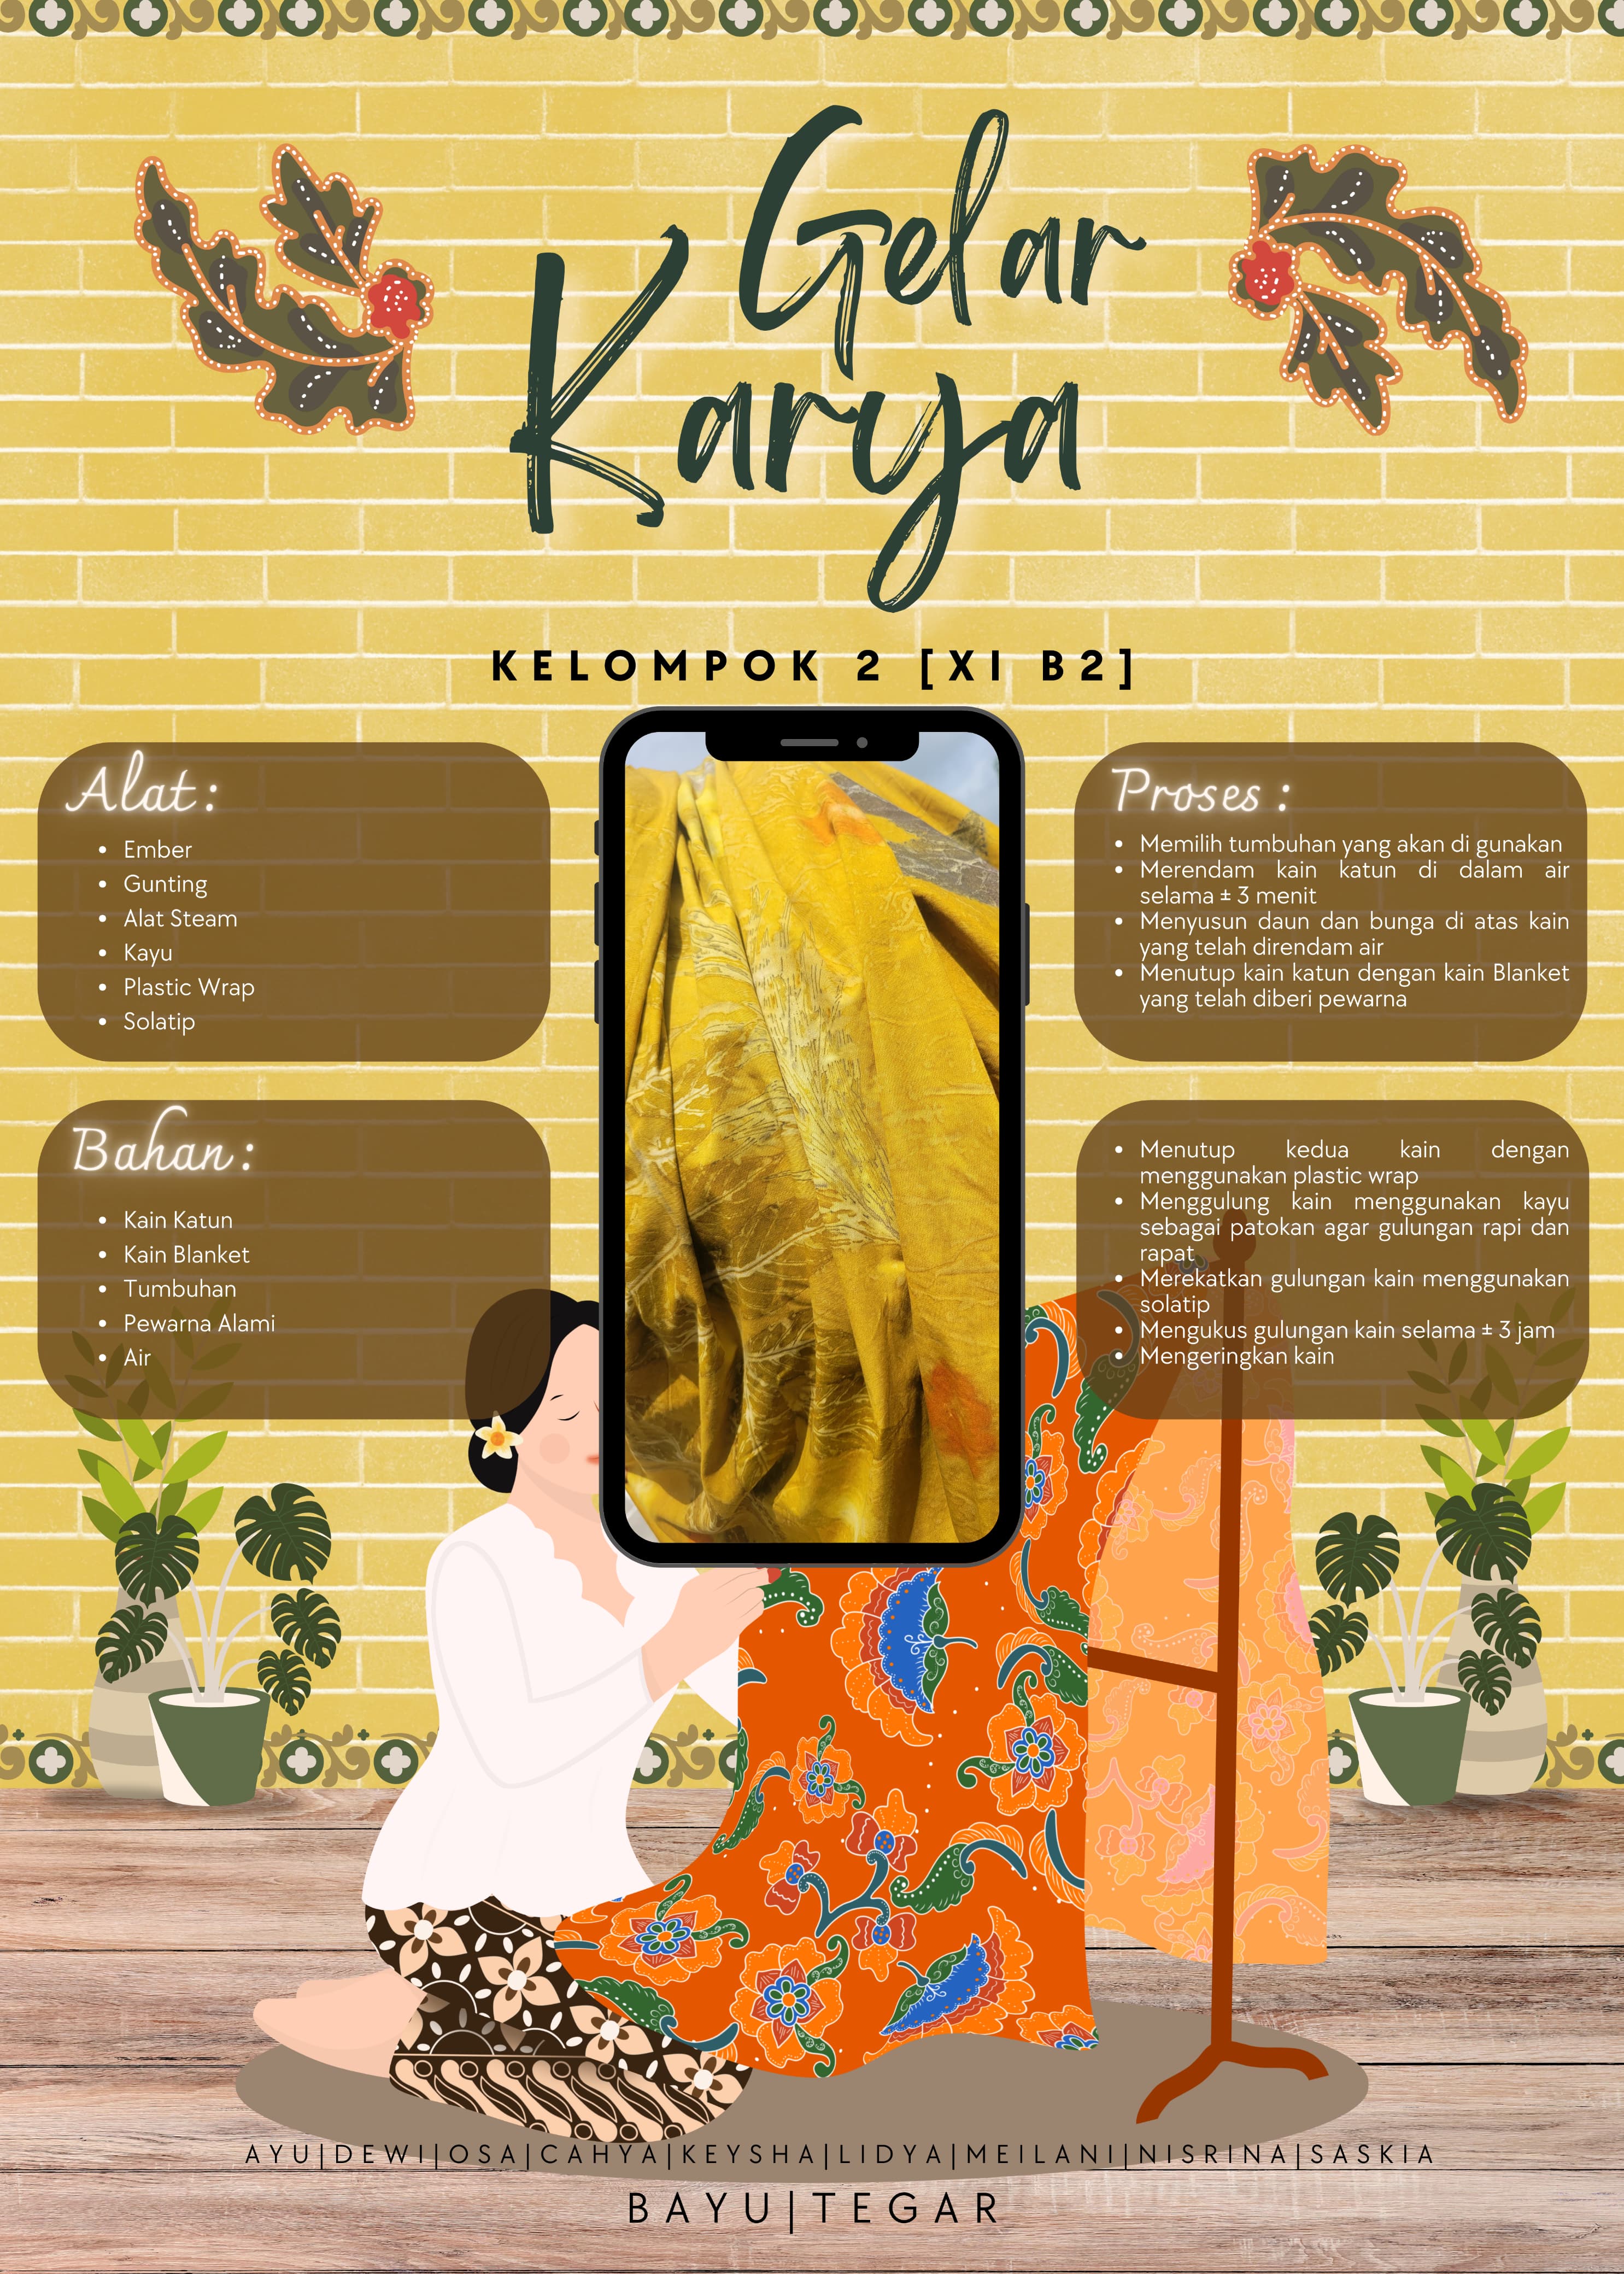 Gelar
Karya
KELOMPOK 2 [XI B2]
Alat :
• Ember
• Gunting
• Alat Steam
• Kayu
• Plastic Wrap
• Solatip
Bahan :
• Kain Katun
• Kain Blanket
• Tumbuhan
• Pewarna Alami
• Air
Proses :
• Memilih tumbuhan yang akan di gunakan
• Merendam kain katun di dalam air
selama ± 3 menit
• Menyusun daun dan bunga di atas kain
yang telah direndam air
• Menutup kain katun dengan kain Blanket
yang telah diberi pewarna
• Menutup kedua kain dengan
menggunakan plastic wrap
• Menggulung kain menggunakan kayu
sebagai patokan agar gulungan rapi dan
rapat
• Merekatkan gulungan kain menggunakan
solatip
• Mengukus gulungan kain selama ± 3 jam
• Mengeringkan kain
AYU|DEWI|OSA|CAHYA|KEYSHA|LIDYA|MEILANI|NISRINA|SASKIA
BAYU|TEGAR